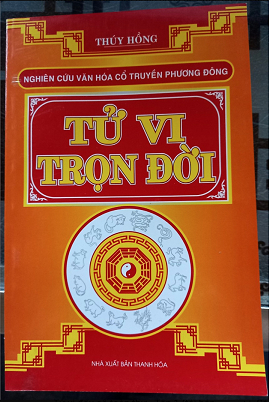 THÚY HỒNG
NGHIÊN CỨU VĂN HÓA CỔ TRUYỀN PHƯƠNG ĐÔNG
TỬ VI
TRỌN ĐỜI
NHÀ XUẤT BẢN THANH HÓA